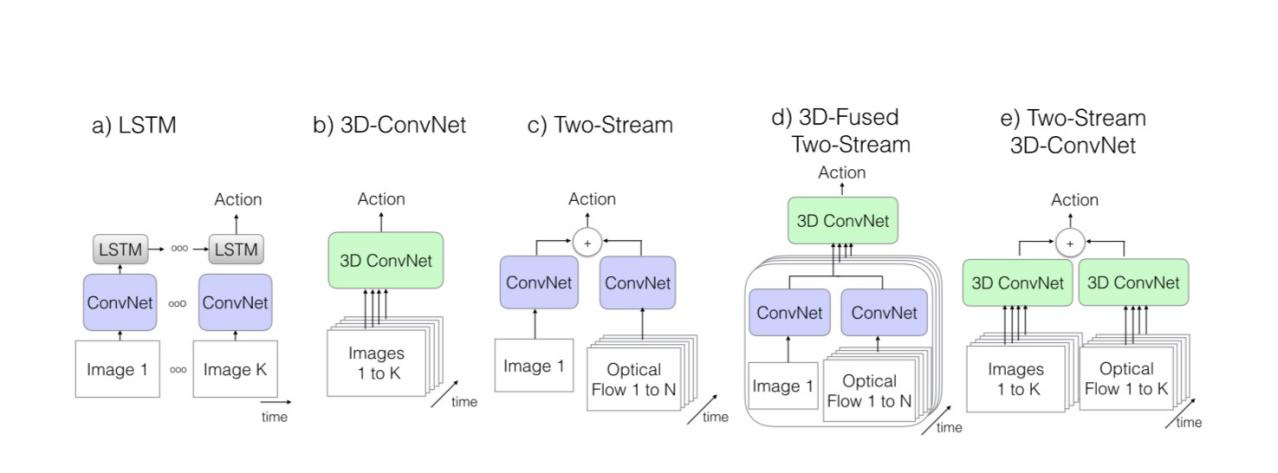 a) LSTM
Action
LSTM ooo LSTM
ConvNet ooo ConvNet
Image 1 ooo Image K
time
b) 3D-ConvNet
Action
3D ConvNet
Images
1 to K
time
c) Two-Stream
Action
+
ConvNet ConvNet
Image 1
Optical
Flow 1 to N
time
d) 3D-Fused
Two-Stream
Action
3D ConvNet
ConvNet ConvNet
Image 1
Optical
Flow 1 to N
time
e) Two-Stream
3D-ConvNet
Action
+
3D ConvNet 3D ConvNet
Images
1 to K
Optical
Flow 1 to K
time